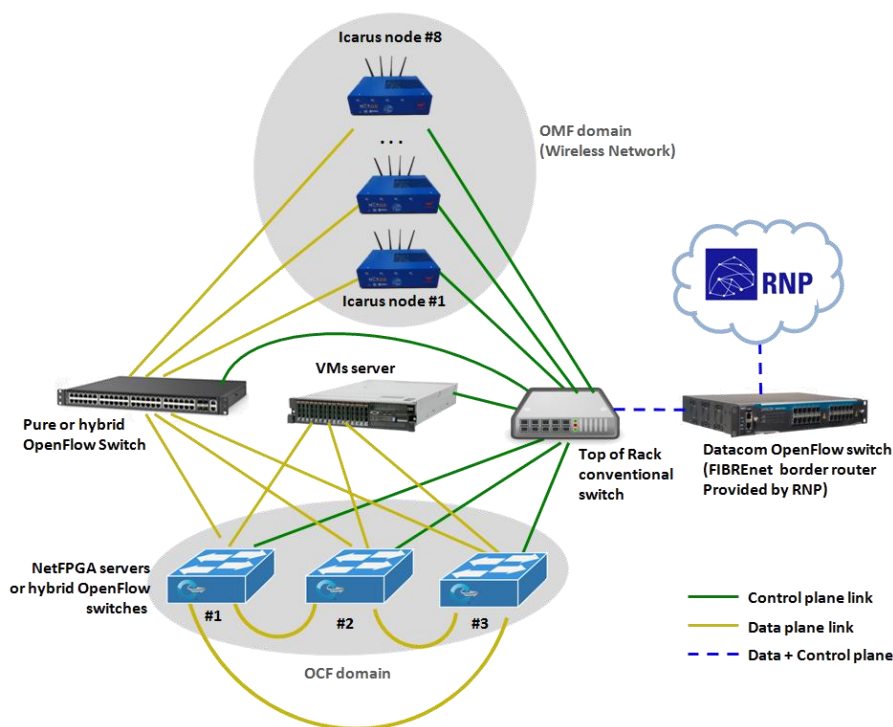 Icarus node #8
OMF domain
(Wireless Network)
...
Icarus node #1
RNP
VMs server
Pure or hybrid
OpenFlow Switch
Top of Rack
conventional
switch
Datacom OpenFlow switch
(FIBREnet border router
Provided by RNP)
NetFPGA servers
or hybrid OpenFlow
switches
#1
#2
#3
OCF domain
Control plane link
Data plane link
Data + Control plane